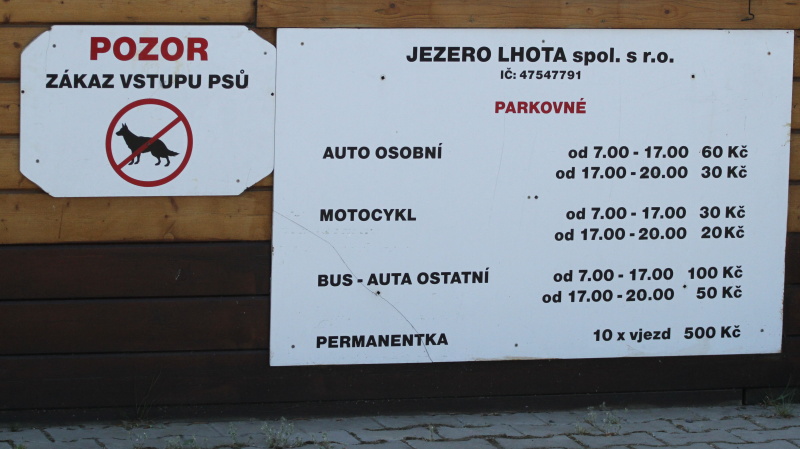 POZOR
ZÁKAZ VSTUPU PSŮ
JEZERO LHOTA spol. s r.o.
IČ: 47547791
PARKOVNÉ
AUTO OSOBNÍ od 7.00 - 17.00 60 Kč
od 17.00 - 20.00 30 Kč
MOTOCYKL od 7.00 - 17.00 30 Kč
od 17.00 - 20.00 20 Kč
BUS - AUTA OSTATNÍ od 7.00 - 17.00 100 Kč
od 17.00 - 20.00 50 Kč
PERMANENTKA 10 x vjezd 500 Kč